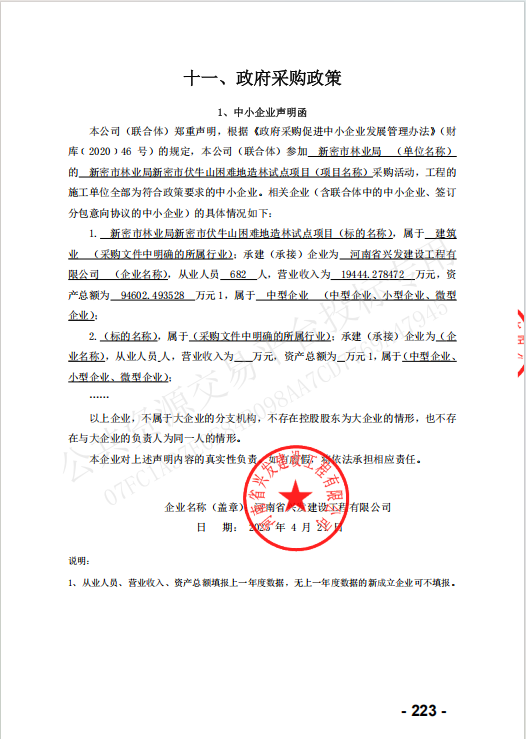 十一、政府采购政策
1、中小企业声明函
本公司（联合体）郑重声明，根据《政府采购促进中小企业发展管理办法》（财
库〔2020〕46 号）的规定，本公司（联合体）参加 新密市林业局 （单位名称）
的 新密市林业局新密市伏牛山困难地造林试点项目（项目名称）采购活动，工程的
施工单位全部为符合政策要求的中小企业。相关企业（含联合体中的中小企业、签订
分包意向协议的中小企业）的具体情况如下：
1. 新密市林业局新密市伏牛山困难地造林试点项目（标的名称），属于 建筑
业 （采购文件中明确的所属行业）；承建（承接）企业为 河南省兴发建设工程有
限公司 （企业名称），从业人员 682 人，营业收入为 19444.278472 万元，资
产总额为 94602.493528 万元1，属于 中型企业 （中型企业、小型企业、微型
企业）；
2. （标的名称），属于（采购文件中明确的所属行业）；承建（承接）企业为（企
业名称），从业人员 人，营业收入为 万元，资产总额为 万元1，属于（中型企业、
小型企业、微型企业）；
……
以上企业，不属于大企业的分支机构，不存在控股股东为大企业的情形，也不存
在与大企业的负责人为同一人的情形。
本企业对上述声明内容的真实性负责。如有虚假，将依法承担相应责任。
企业名称（盖章）：河南省兴发建设工程有限公司
日 期： 2025 年 4 月 21 日
河南省兴发建设工程有限公司
说明：
1、从业人员、营业收入、资产总额填报上一年度数据，无上一年度数据的新成立企业可不填报。
- 223 -